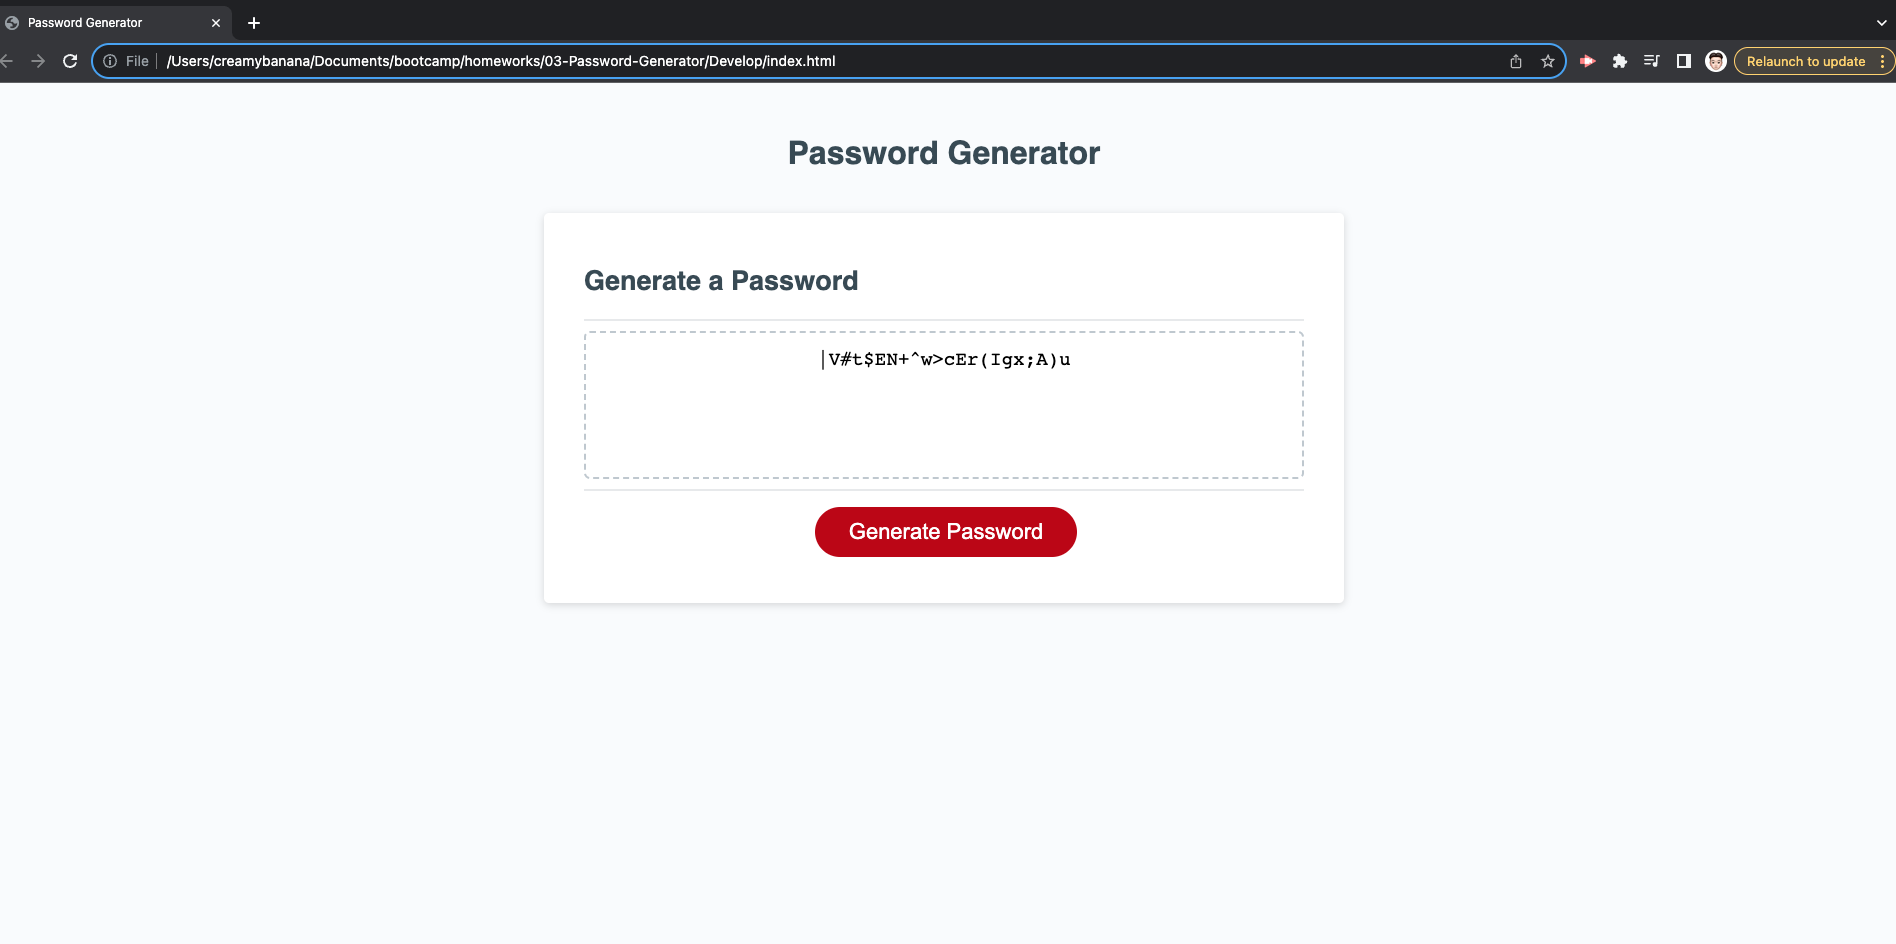 Password Generator
File | /Users/creamybanana/Documents/bootcamp/homeworks/03-Password-Generator/Develop/index.html
Relaunch to update
Password Generator
Generate a Password
|V#t$EN+^w>cEr(Igx;A)u
Generate Password